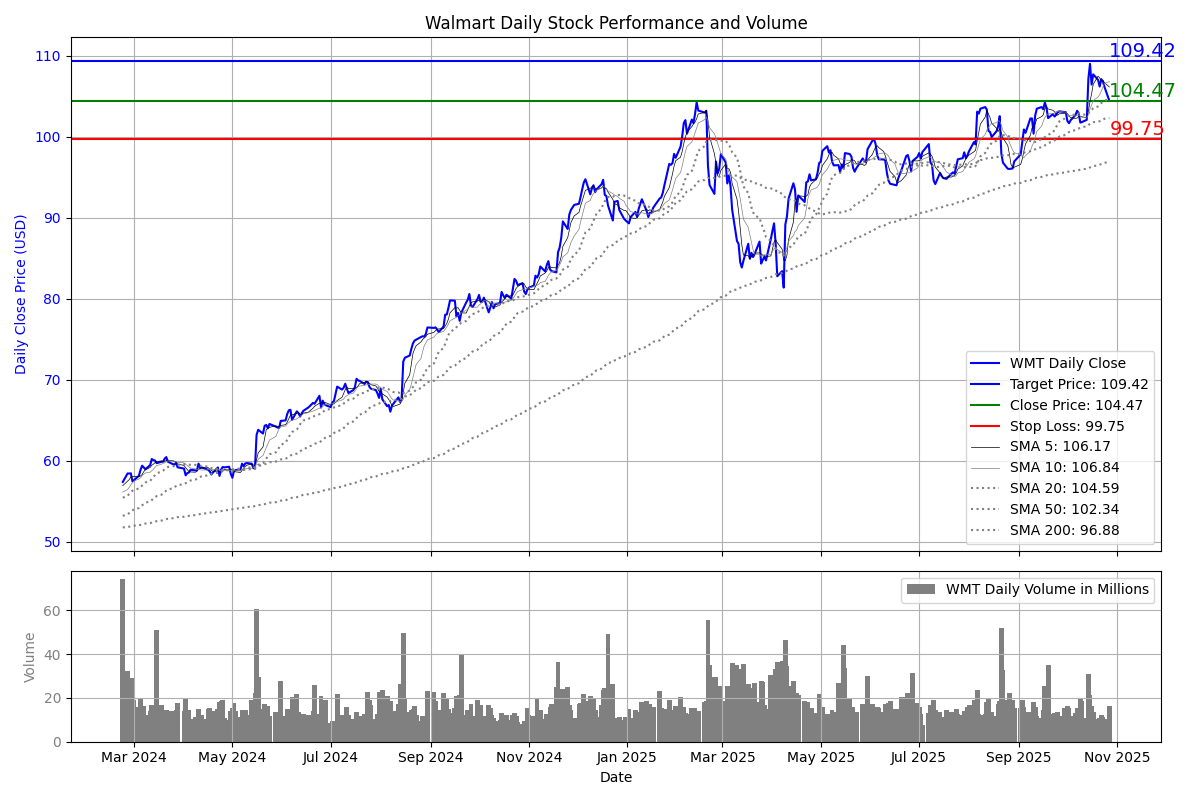 Walmart Daily Stock Performance and Volume
Daily Close Price (USD)
110
100
90
80
70
60
50
109.42
104.47
99.75
WMT Daily Close
Target Price: 109.42
Close Price: 104.47
Stop Loss: 99.75
SMA 5: 106.17
SMA 10: 106.84
SMA 20: 104.59
SMA 50: 102.34
SMA 200: 96.88
Volume
60
40
20
0
WMT Daily Volume in Millions
Mar 2024 May 2024 Jul 2024 Sep 2024 Nov 2024 Jan 2025 Mar 2025 May 2025 Jul 2025 Sep 2025 Nov 2025
Date